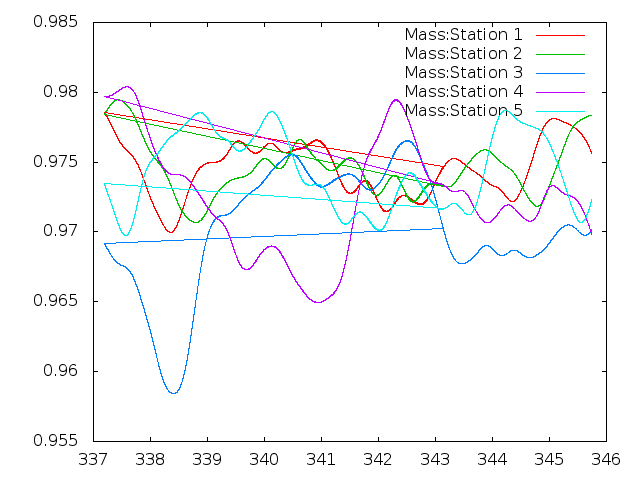 0.985
0.98
0.975
0.97
0.965
0.96
0.955
337 338 339 340 341 342 343 344 345 346
Mass:Station 1
Mass:Station 2
Mass:Station 3
Mass:Station 4
Mass:Station 5